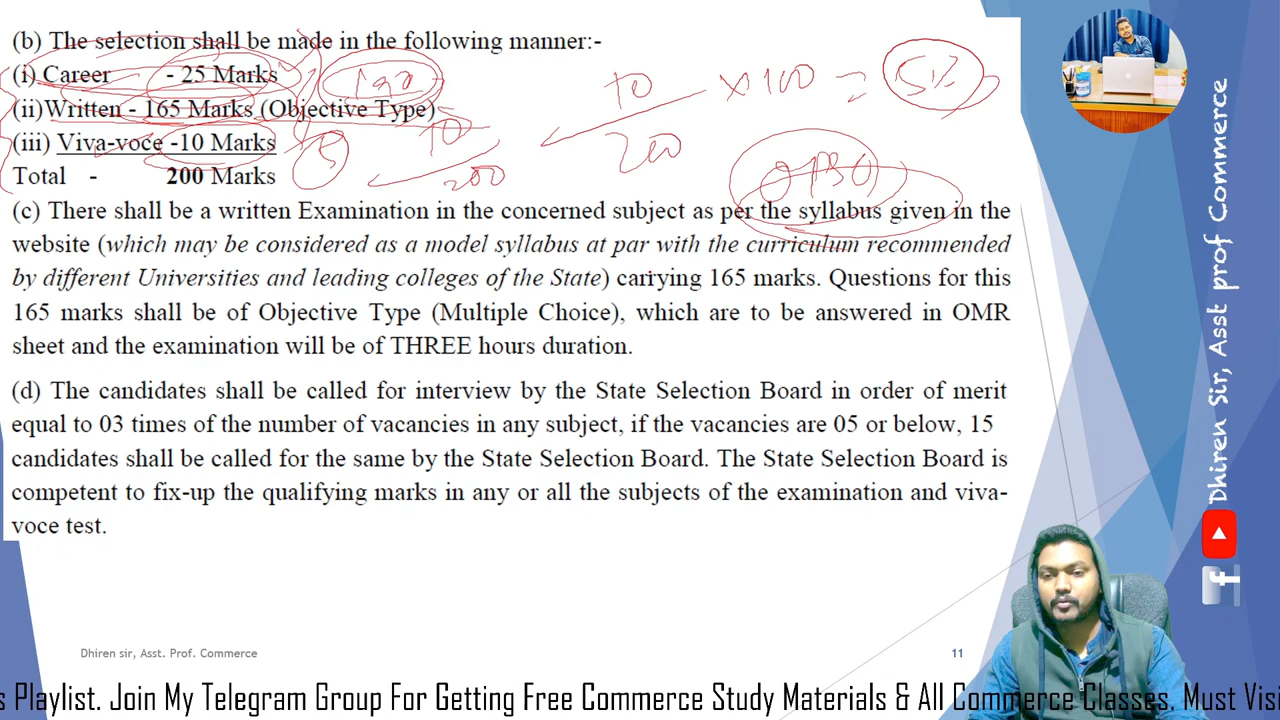 (b) The selection shall be made in the following manner:-
(i) Career - 25 Marks
(ii)Written - 165 Marks (Objective Type)
(iii) Viva-voce -10 Marks
Total - 200 Marks
190
10
200
10
200
× 100 = 5%
(c) There shall be a written Examination in the concerned subject as per the syllabus given in the
website (which may be considered as a model syllabus at par with the curriculum recommended
by different Universities and leading colleges of the State) carrying 165 marks. Questions for this
165 marks shall be of Objective Type (Multiple Choice), which are to be answered in OMR
sheet and the examination will be of THREE hours duration.
(d) The candidates shall be called for interview by the State Selection Board in order of merit
equal to 03 times of the number of vacancies in any subject, if the vacancies are 05 or below, 15
candidates shall be called for the same by the State Selection Board. The State Selection Board is
competent to fix-up the qualifying marks in any or all the subjects of the examination and viva-
voce test.
Dhiren Sir, Asst prof Commerce
Dhiren sir, Asst. Prof. Commerce
11
s Playlist. Join My Telegram Group For Getting Free Commerce Study Materials & All Commerce Classes. Must Visi